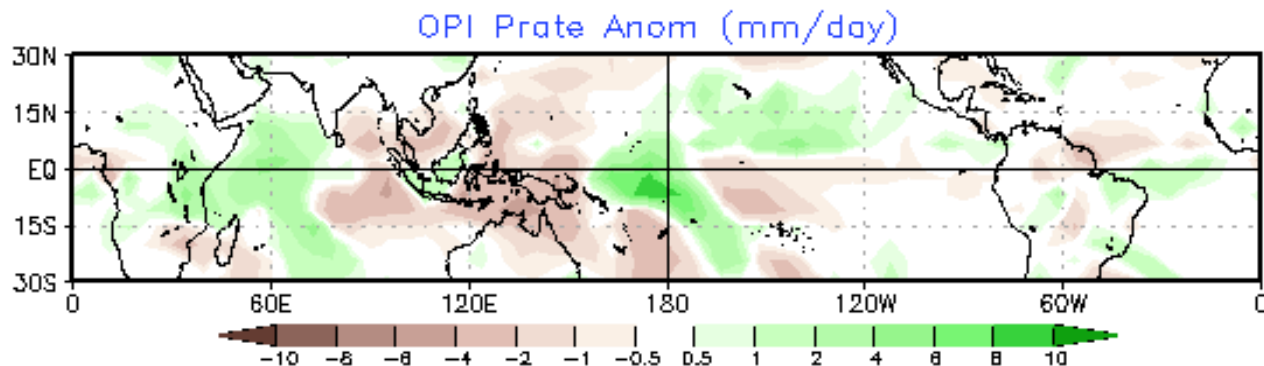 OPI Prate Anom (mm/day)
30N
15N
EQ
15S
30S
0 60E 120E 180 120W 60W 0
-10 -8 -6 -4 -2 -1 -0.5 0.5 1 2 4 6 8 10